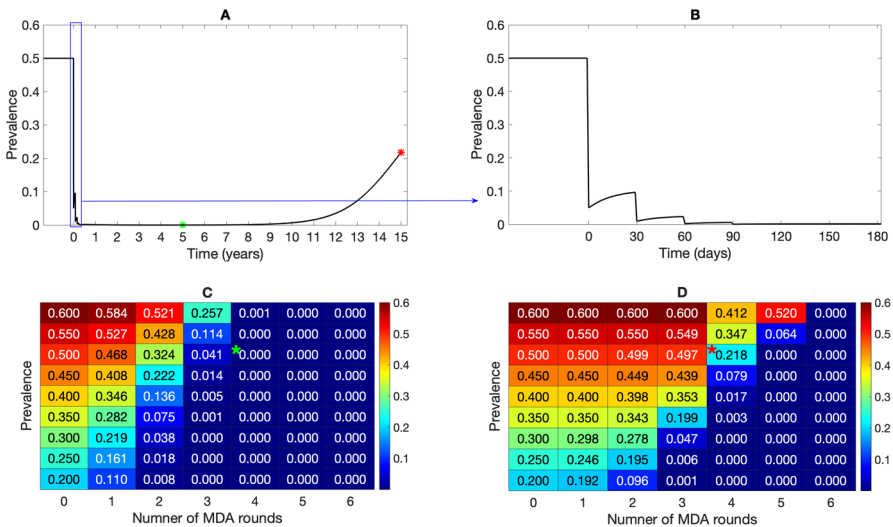 A
0.6
0.5
0.4
0.3
0.2
0.1
0
Prevalence
0 1 2 3 4 5 6 7 8 9 10 11 12 13 14 15
Time (years)
B
0.6
0.5
0.4
0.3
0.2
0.1
0
Prevalence
0 30 60 90 120 150 180
Time (days)
C
Prevalence
0.600 0.600 0.584 0.521 0.257 0.001 0.000 0.000
0.550 0.550 0.527 0.428 0.114 0.000 0.000 0.000
0.500 0.500 0.468 0.324 0.041 0.000 0.000 0.000
0.450 0.450 0.408 0.222 0.014 0.000 0.000 0.000
0.400 0.400 0.346 0.136 0.005 0.000 0.000 0.000
0.350 0.350 0.282 0.075 0.001 0.000 0.000 0.000
0.300 0.300 0.219 0.038 0.000 0.000 0.000 0.000
0.250 0.250 0.161 0.018 0.000 0.000 0.000 0.000
0.200 0.200 0.110 0.008 0.000 0.000 0.000 0.000
0 1 2 3 4 5 6
Numner of MDA rounds
0.6
0.5
0.4
0.3
0.2
0.1
D
Prevalence
0.600 0.600 0.600 0.600 0.412 0.520 0.000
0.550 0.550 0.550 0.549 0.347 0.064 0.000
0.500 0.500 0.499 0.497 0.218 0.000 0.000
0.450 0.450 0.449 0.439 0.079 0.000 0.000
0.400 0.400 0.398 0.353 0.017 0.000 0.000
0.350 0.350 0.343 0.199 0.003 0.000 0.000
0.300 0.298 0.278 0.047 0.000 0.000 0.000
0.250 0.246 0.195 0.006 0.000 0.000 0.000
0.200 0.192 0.096 0.001 0.000 0.000 0.000
0 1 2 3 4 5 6
Numner of MDA rounds
0.6
0.5
0.4
0.3
0.2
0.1